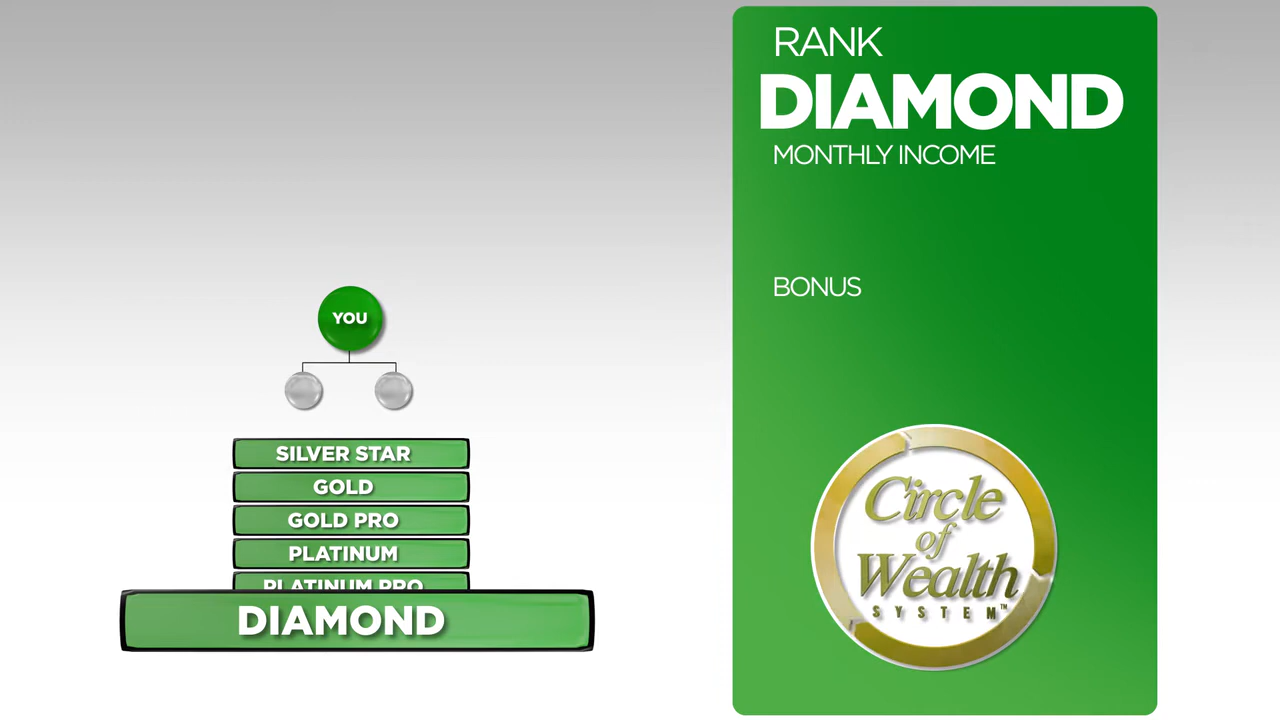 YOU
SILVER STAR
GOLD
GOLD PRO
PLATINUM
PLATINUM PRO
DIAMOND
RANK
DIAMOND
MONTHLY INCOME
BONUS
Circle
of
Wealth
SYSTEM™